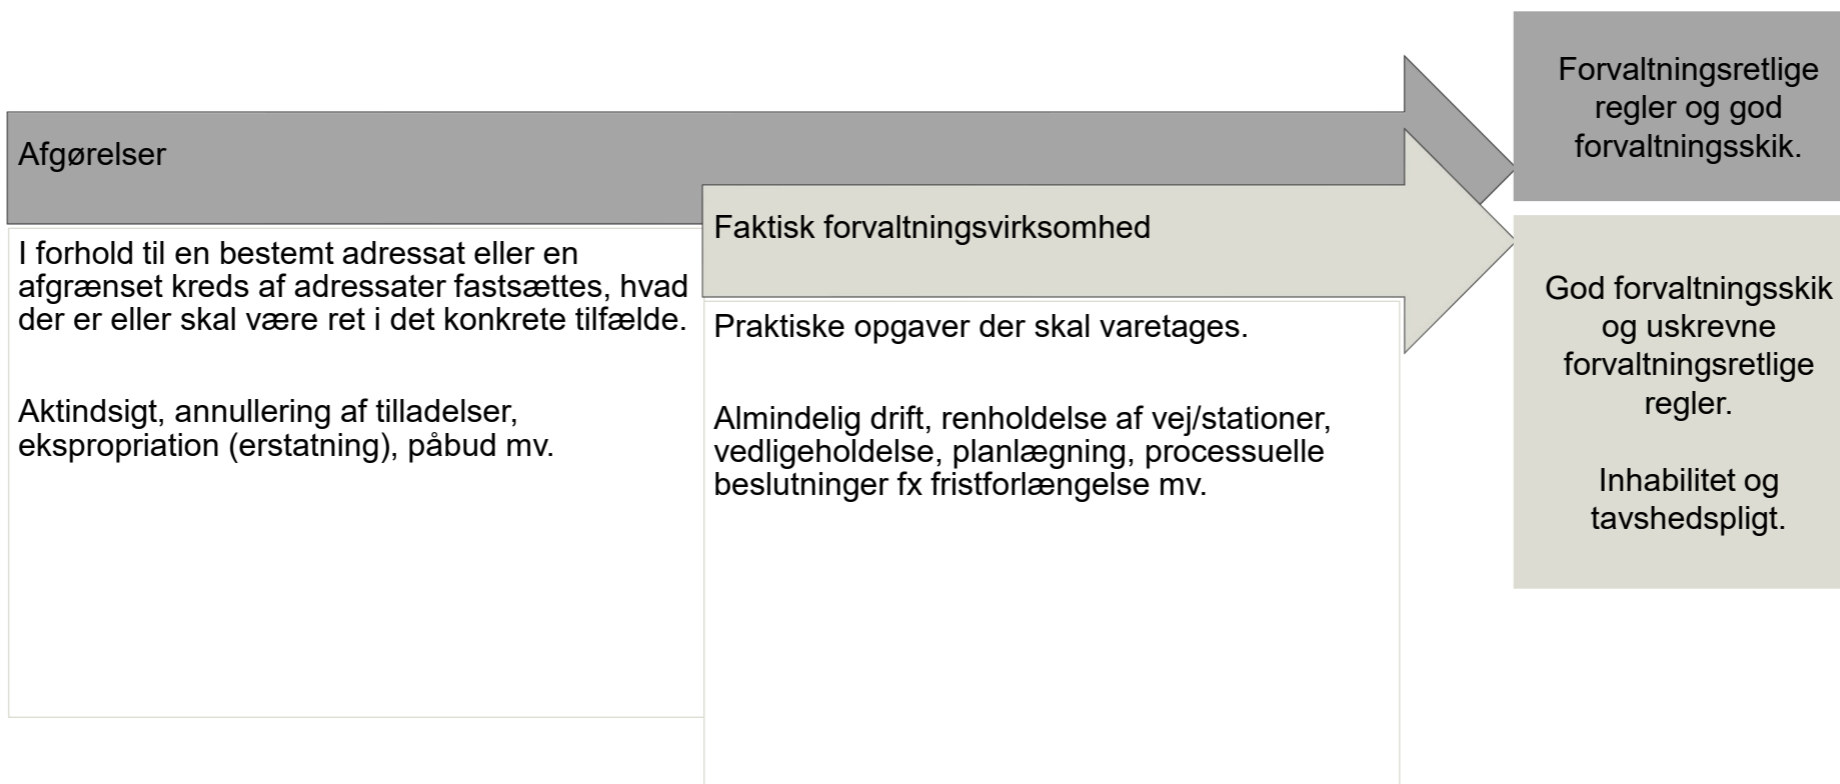 Afgørelser
I forhold til en bestemt adressat eller en
afgrænset kreds af adressater fastsættes, hvad
der er eller skal være ret i det konkrete tilfælde.
Aktindsigt, annullering af tilladelser,
ekspropriation (erstatning), påbud mv.
Faktisk forvaltningsvirksomhed
Praktiske opgaver der skal varetages.
Almindelig drift, renholdelse af vej/stationer,
vedligeholdelse, planlægning, processuelle
beslutninger fx fristforlængelse mv.
Forvaltningsretlige
regler og god
forvaltningsskik.
God forvaltningsskik
og uskrevne
forvaltningsretlige
regler.
Inhabilitet og
tavshedspligt.